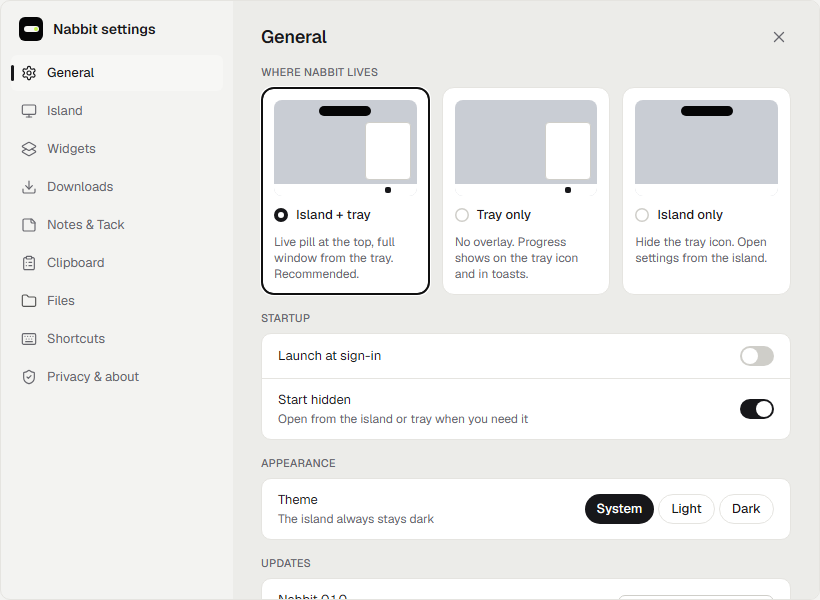 Nabbit settings
General
Island
Widgets
Downloads
Notes & Tack
Clipboard
Files
Shortcuts
Privacy & about
General
WHERE NABBIT LIVES
Island + tray
Live pill at the top, full
window from the tray.
Recommended.
Tray only
No overlay. Progress
shows on the tray icon
and in toasts.
Island only
Hide the tray icon. Open
settings from the island.
STARTUP
Launch at sign-in
Start hidden
Open from the island or tray when you need it
APPEARANCE
Theme
The island always stays dark
System
Light
Dark
UPDATES
Nabbit